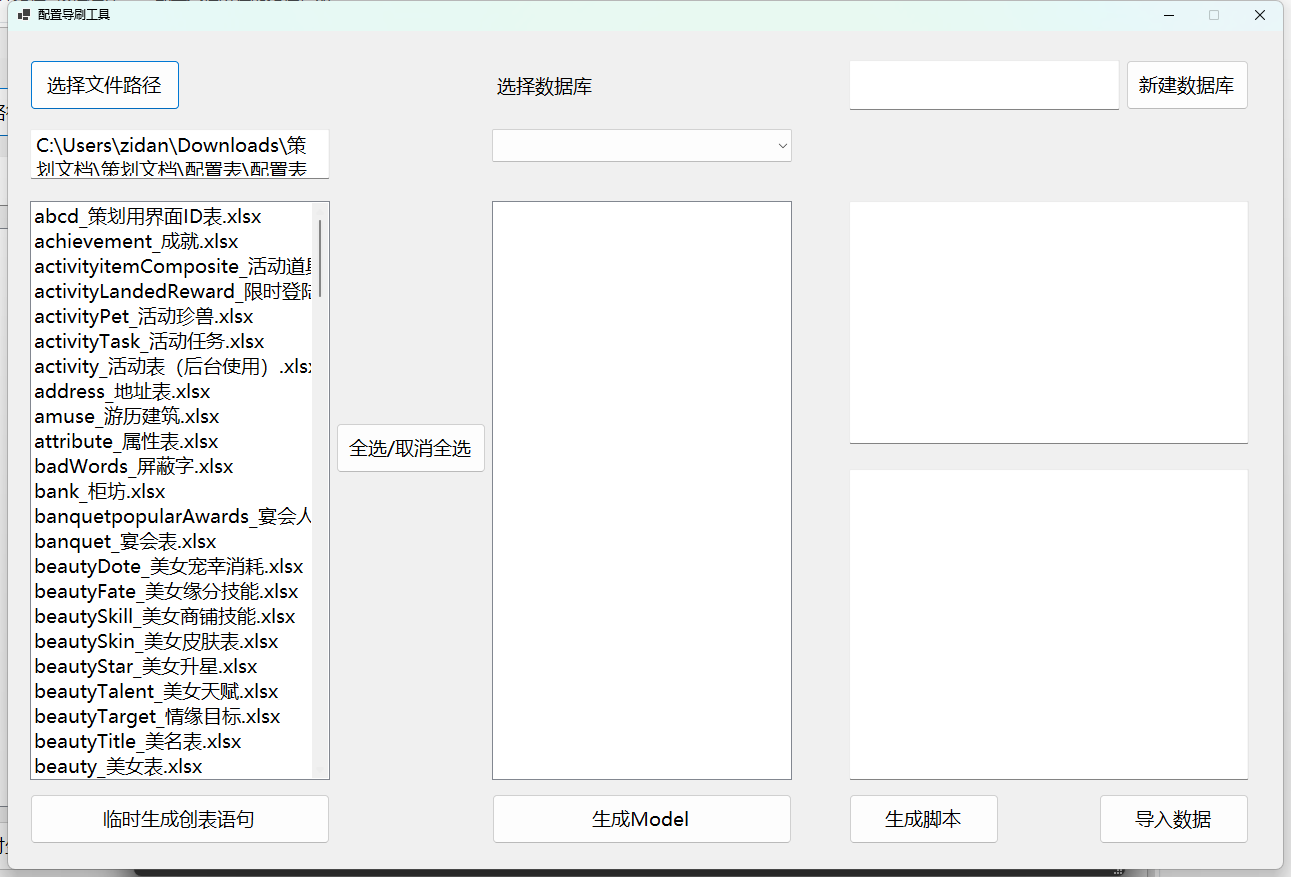 配置导刷工具
选择文件路径
选择数据库
新建数据库
C:\Users\zidan\Downloads\策
划文档\策划文档\配置表\配置表
abcd_策划用界面ID表.xlsx
achievement_成就.xlsx
activityitemComposite_活动道
activityLandedReward_限时登
activityPet_活动珍兽.xlsx
activityTask_活动任务.xlsx
activity_活动表（后台使用）.xls
address_地址表.xlsx
amuse_游历建筑.xlsx
attribute_属性表.xlsx
badWords_屏蔽字.xlsx
bank_柜坊.xlsx
banquetpopularAwards_宴会人
banquet_宴会表.xlsx
beautyDote_美女宠幸消耗.xlsx
beautyFate_美女缘分技能.xlsx
beautySkill_美女商铺技能.xlsx
beautySkin_美女皮肤表.xlsx
beautyStar_美女升星.xlsx
beautyTalent_美女天赋.xlsx
beautyTarget_情缘目标.xlsx
beautyTitle_美名表.xlsx
beauty_美女表.xlsx
全选/取消全选
临时生成创表语句
生成Model
生成脚本
导入数据